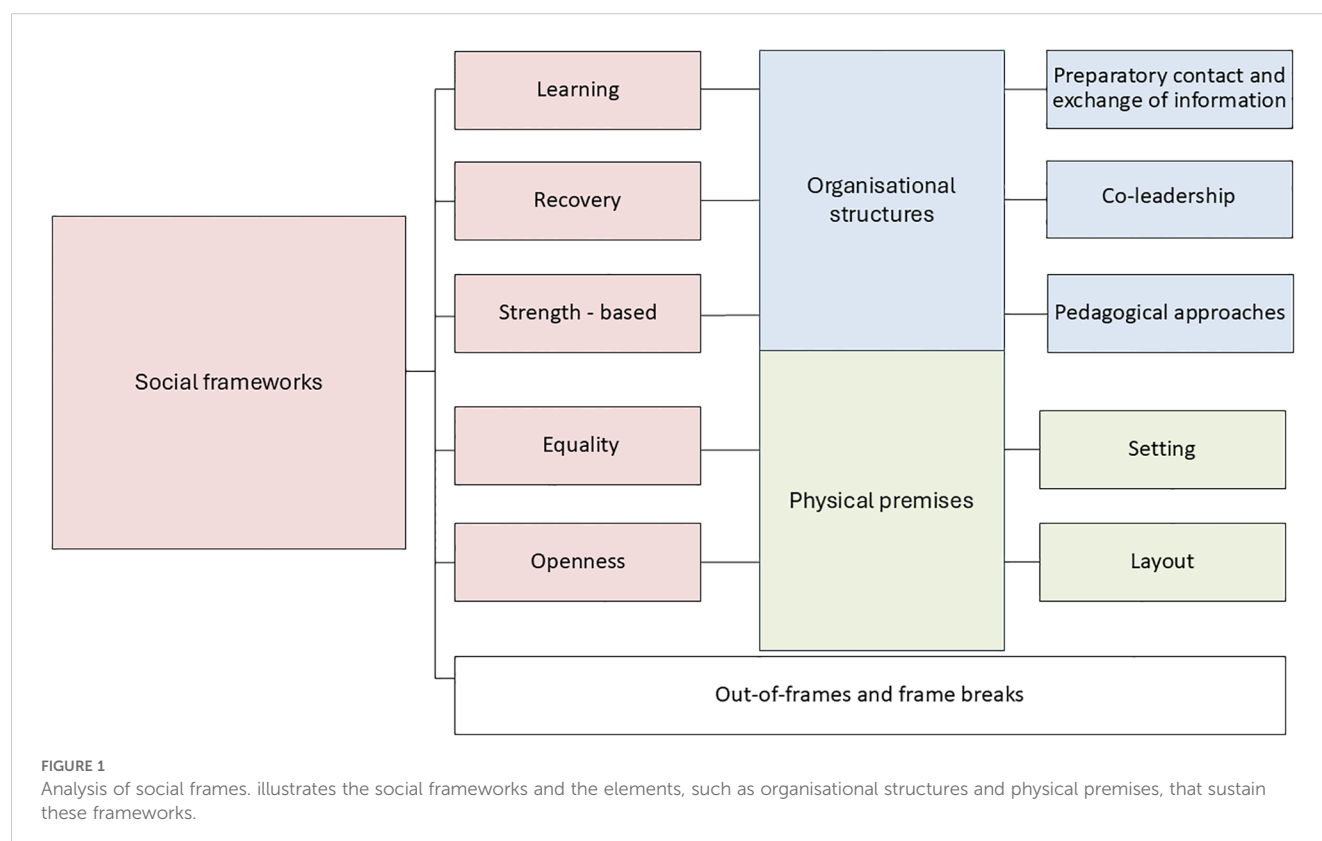 Learning
Preparatory contact and
exchange of information
Organisational
structures
Recovery
Co-leadership
Strength - based
Pedagogical approaches
Social frameworks
Equality
Setting
Physical premises
Openness
Layout
Out-of-frames and frame breaks
FIGURE 1
Analysis of social frames. illustrates the social frameworks and the elements, such as organisational structures and physical premises, that sustain
these frameworks.